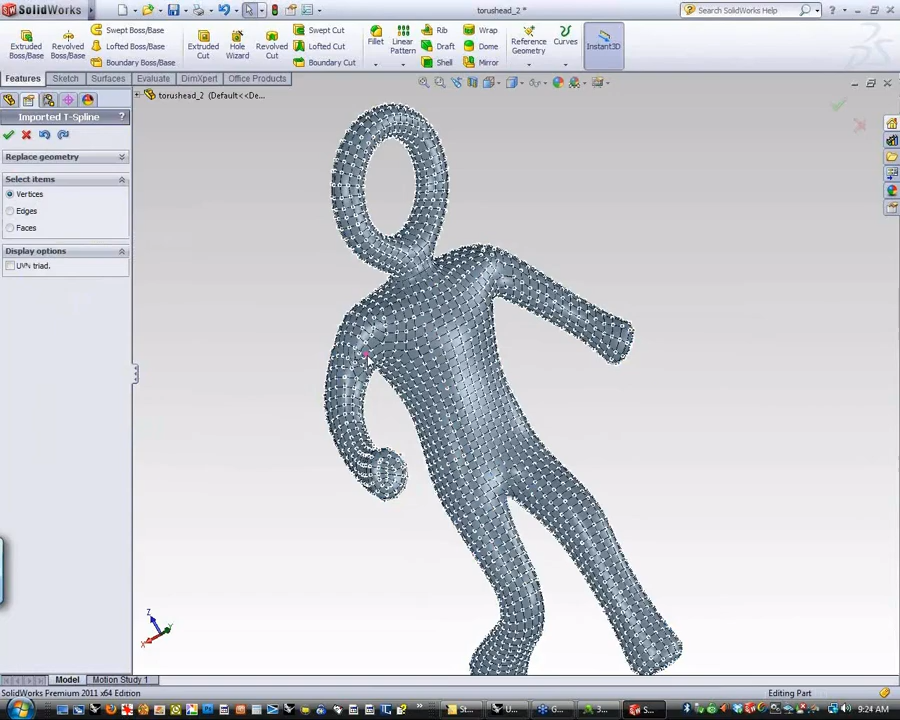 SolidWorks
torushead_2 *
Search SolidWorks Help
Extruded Boss/Base
Revolved Boss/Base
Swept Boss/Base
Lofted Boss/Base
Boundary Boss/Base
Extruded Cut
Hole Wizard
Revolved Cut
Swept Cut
Lofted Cut
Boundary Cut
Fillet
Linear Pattern
Rib
Draft
Shell
Wrap
Dome
Mirror
Reference Geometry
Curves
Instant3D
Features
Sketch
Surfaces
Evaluate
DimXpert
Office Products
torushead_2 (Default<<De...
Imported T-Spline
?
Replace geometry
Select items
Vertices
Edges
Faces
Display options
triad.
Z
Y
X
Model
Motion Study 1
SolidWorks Premium 2011 x64 Edition
Editing Part
St...
U...
G...
3...
S...
9:24 AM